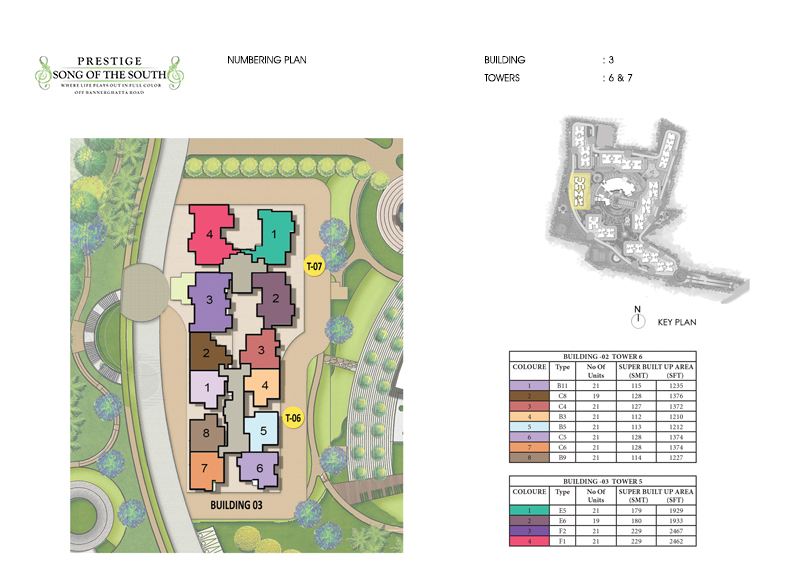 PRESTIGE
SONG OF THE SOUTH
WHERE LIFE PLAYS OUT IN FULL COLOR
OFF BANNERGHATTA ROAD
NUMBERING PLAN
BUILDING : 3
TOWERS : 6 & 7
4
1
T-07
3
2
2
3
1
4
T-06
8
5
7
6
BUILDING 03
N
KEY PLAN
BUILDING -02 TOWER 6
COLOURE Type No Of Units SUPER BUILT UP AREA (SMT) (SFT)
1 B11 21 115 1235
2 C8 19 128 1376
3 C4 21 127 1372
4 B3 21 112 1210
5 B5 21 113 1212
6 C5 21 128 1374
7 C6 21 128 1374
8 B9 21 114 1227
BUILDING -03 TOWER 5
COLOURE Type No Of Units SUPER BUILT UP AREA (SMT) (SFT)
1 E5 21 179 1929
2 E6 19 180 1933
3 F2 21 229 2467
4 F1 21 229 2462